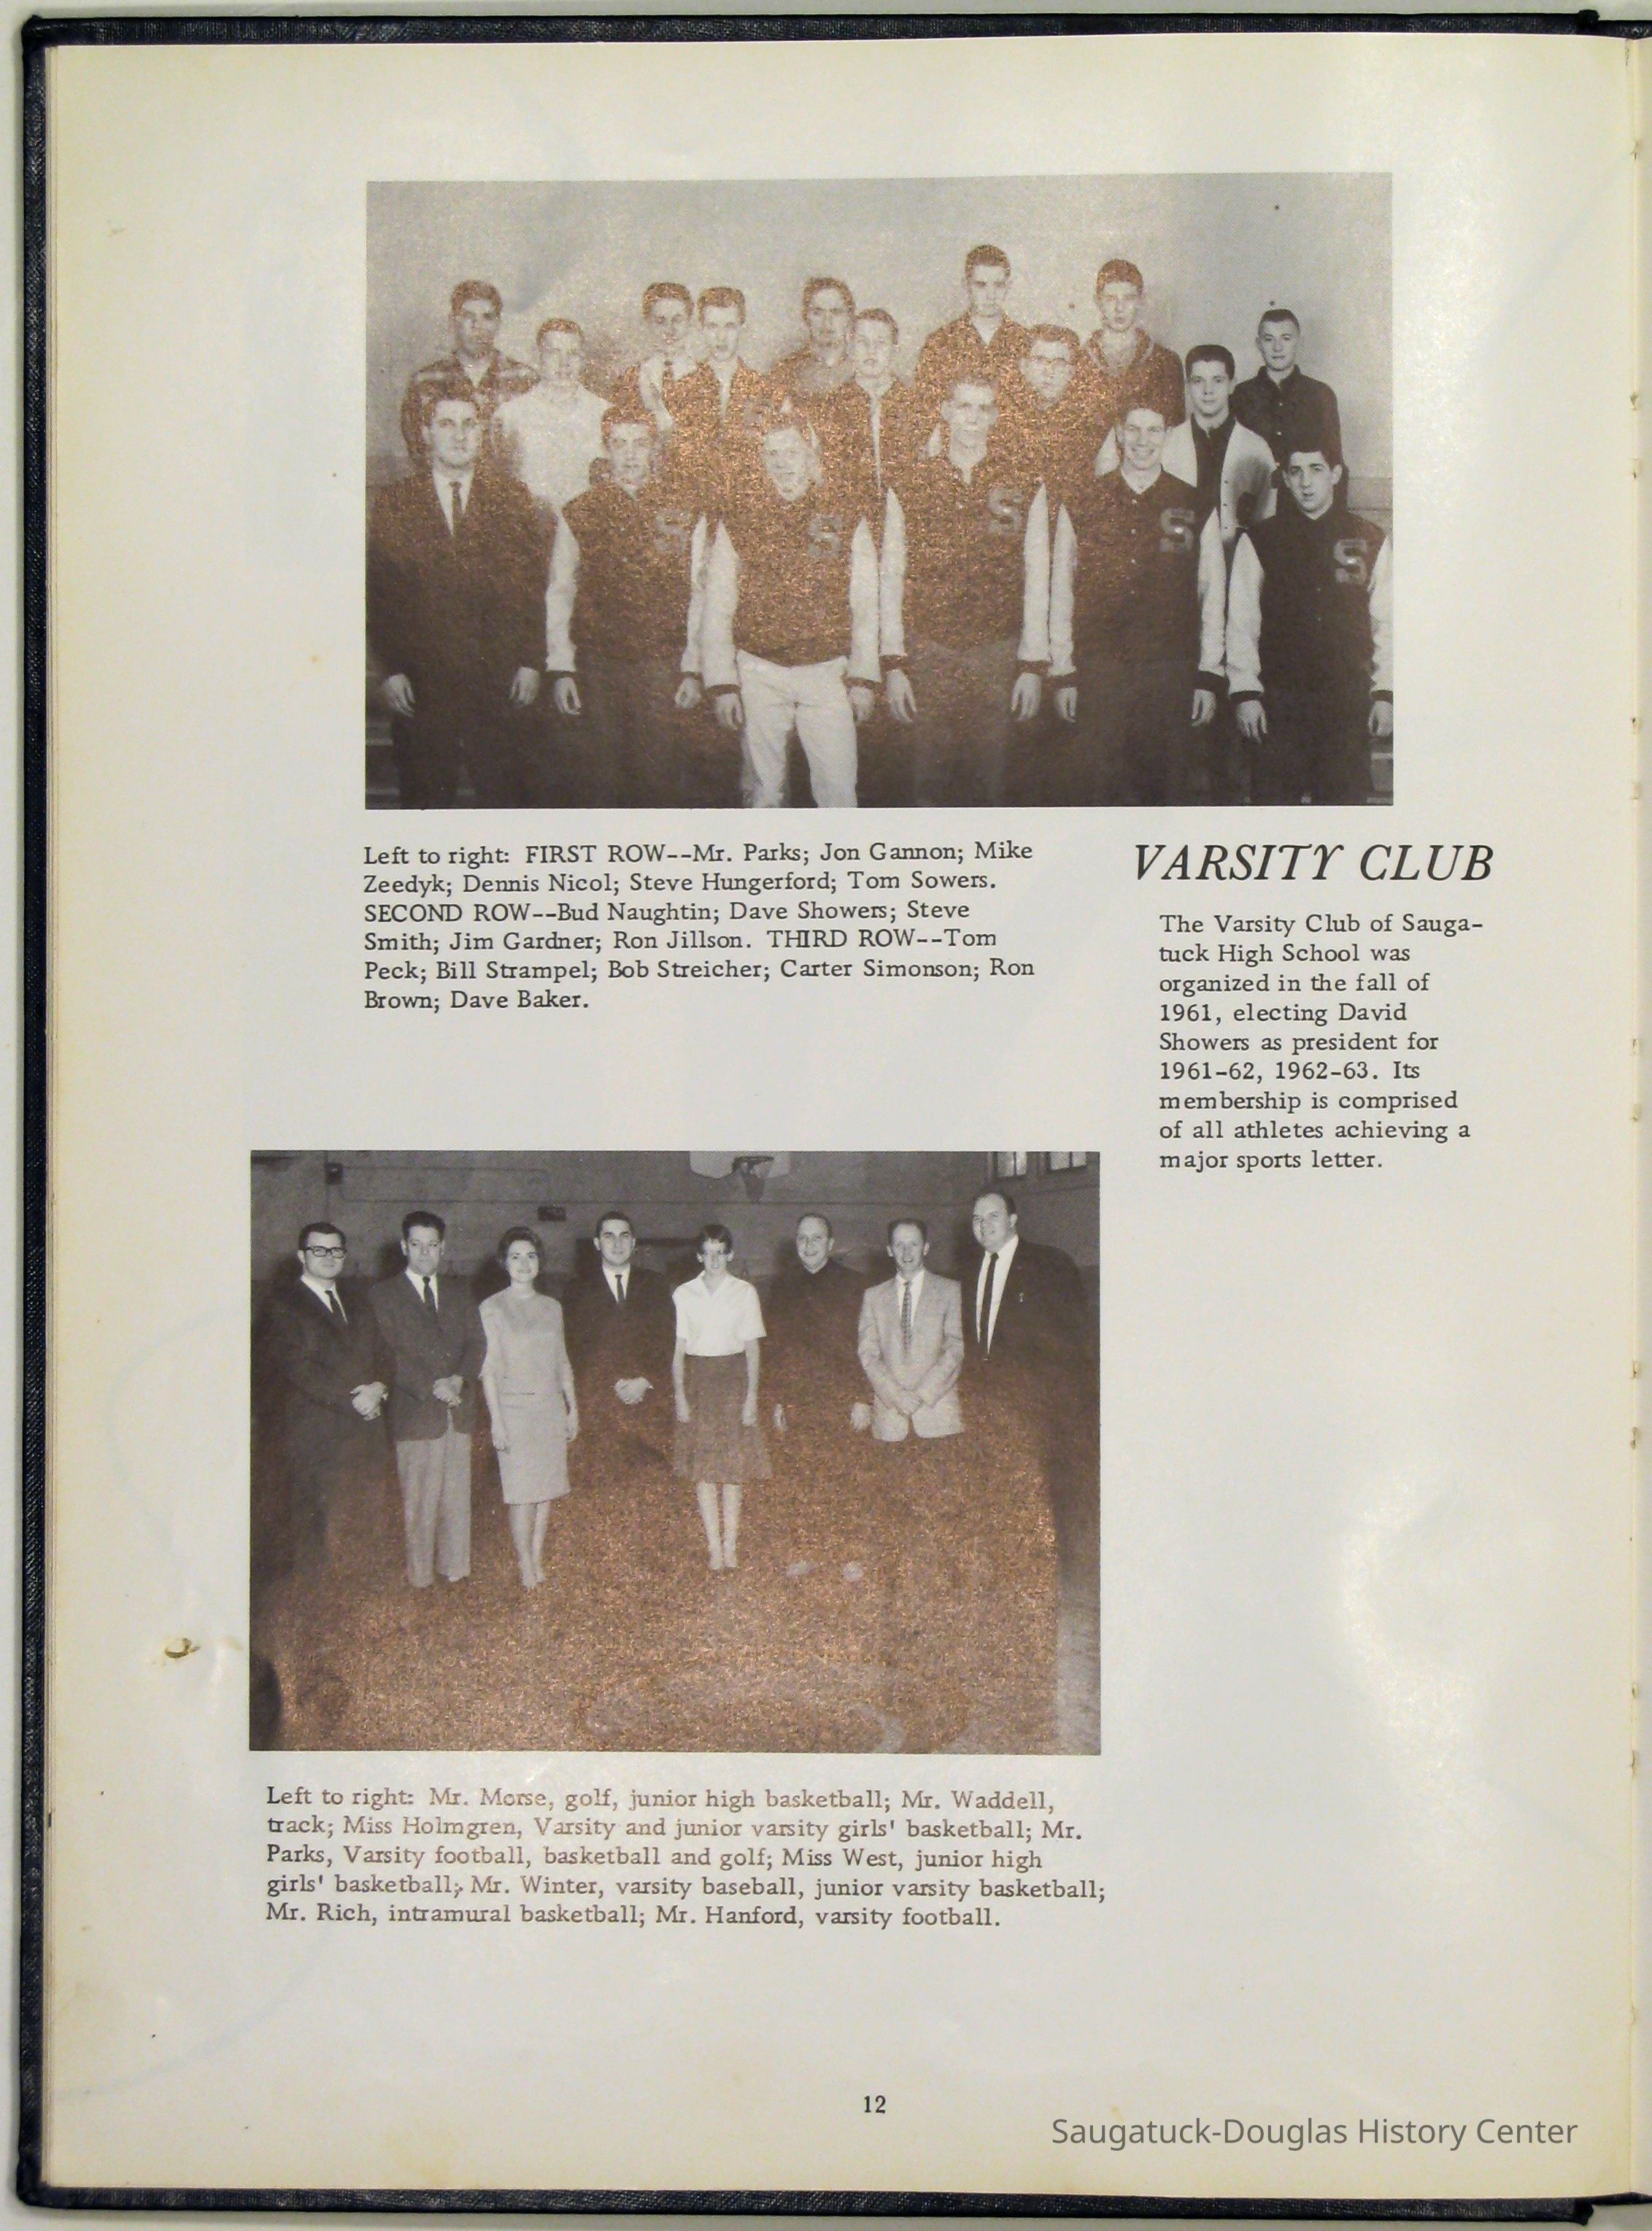 S
S
S
S
S
Left to right: FIRST ROW--Mr. Parks; Jon Gannon; Mike
Zeedyk; Dennis Nicol; Steve Hungerford; Tom Sowers.
SECOND ROW--Bud Naughtin; Dave Showers; Steve
Smith; Jim Gardner; Ron Jillson. THIRD ROW--Tom
Peck; Bill Strampel; Bob Streicher; Carter Simonson; Ron
Brown; Dave Baker.
VARSITY CLUB
The Varsity Club of Sauga-
tuck High School was
organized in the fall of
1961, electing David
Showers as president for
1961-62, 1962-63. Its
membership is comprised
of all athletes achieving a
major sports letter.
Left to right: Mr. Morse, golf, junior high basketball; Mr. Waddell,
track; Miss Holmgren, Varsity and junior varsity girls' basketball; Mr.
Parks, Varsity football, basketball and golf; Miss West, junior high
girls' basketball; Mr. Winter, varsity baseball, junior varsity basketball;
Mr. Rich, intramural basketball; Mr. Hanford, varsity football.
12
Saugatuck-Douglas History Center